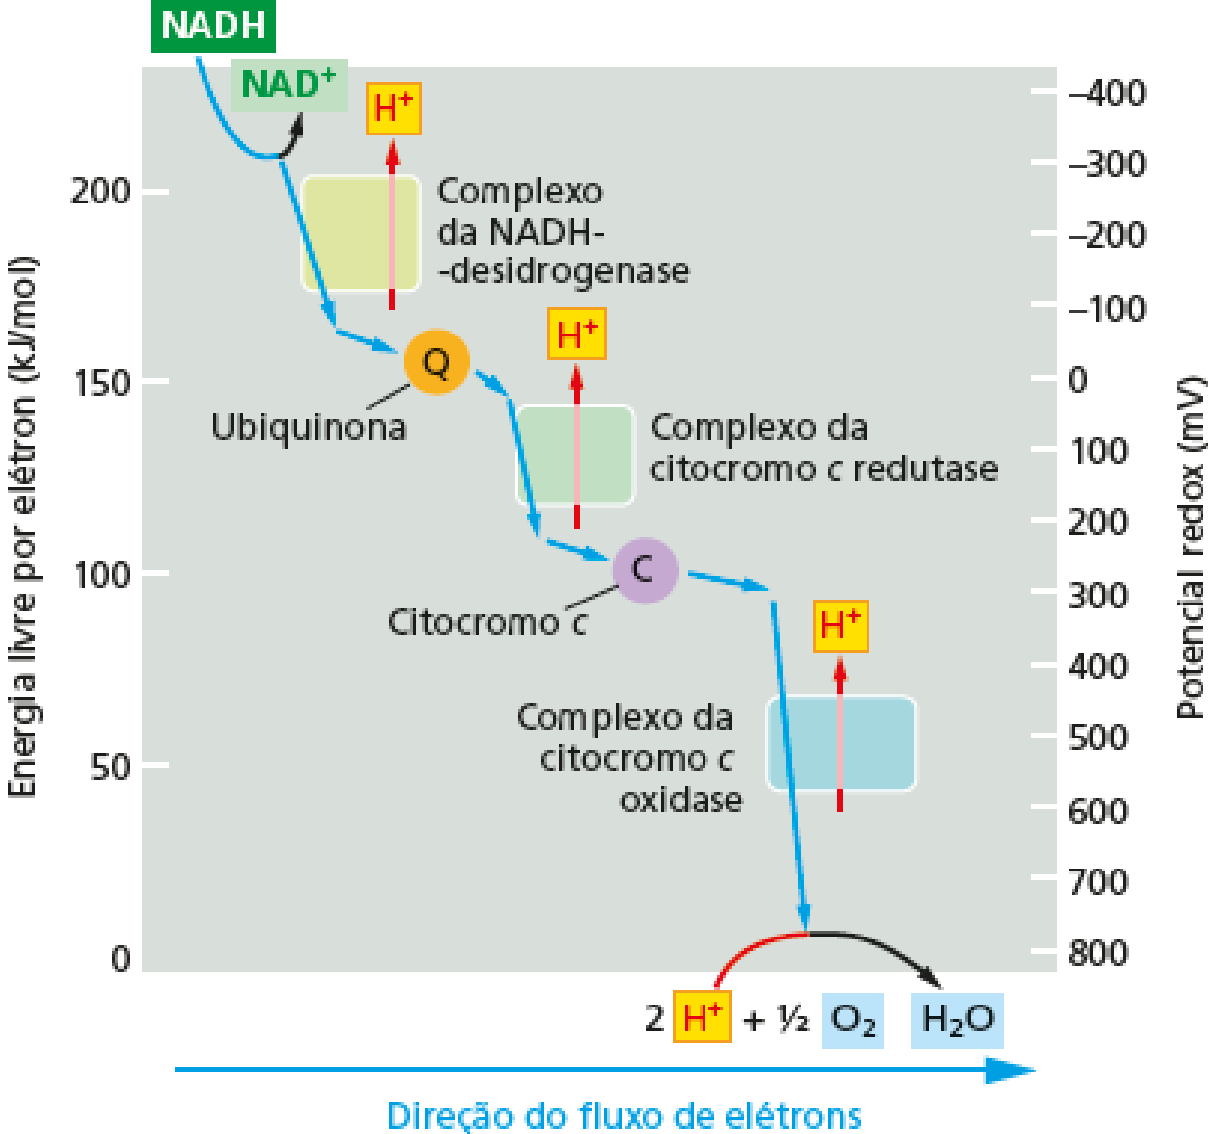 NADH
NAD⁺
H⁺
–400
–300
200
Complexo
da NADH-
-desidrogenase
–200
–100
H⁺
Q
0
150
Ubiquinona
Complexo da
citocromo c redutase
100
200
C
100
300
Citocromo c
H⁺
400
Complexo da
citocromo c
oxidase
500
50
600
700
0
800
2 H⁺ + ½ O₂ H₂O
Direção do fluxo de elétrons
Energia livre por elétron (kJ/mol)
Potencial redox (mV)